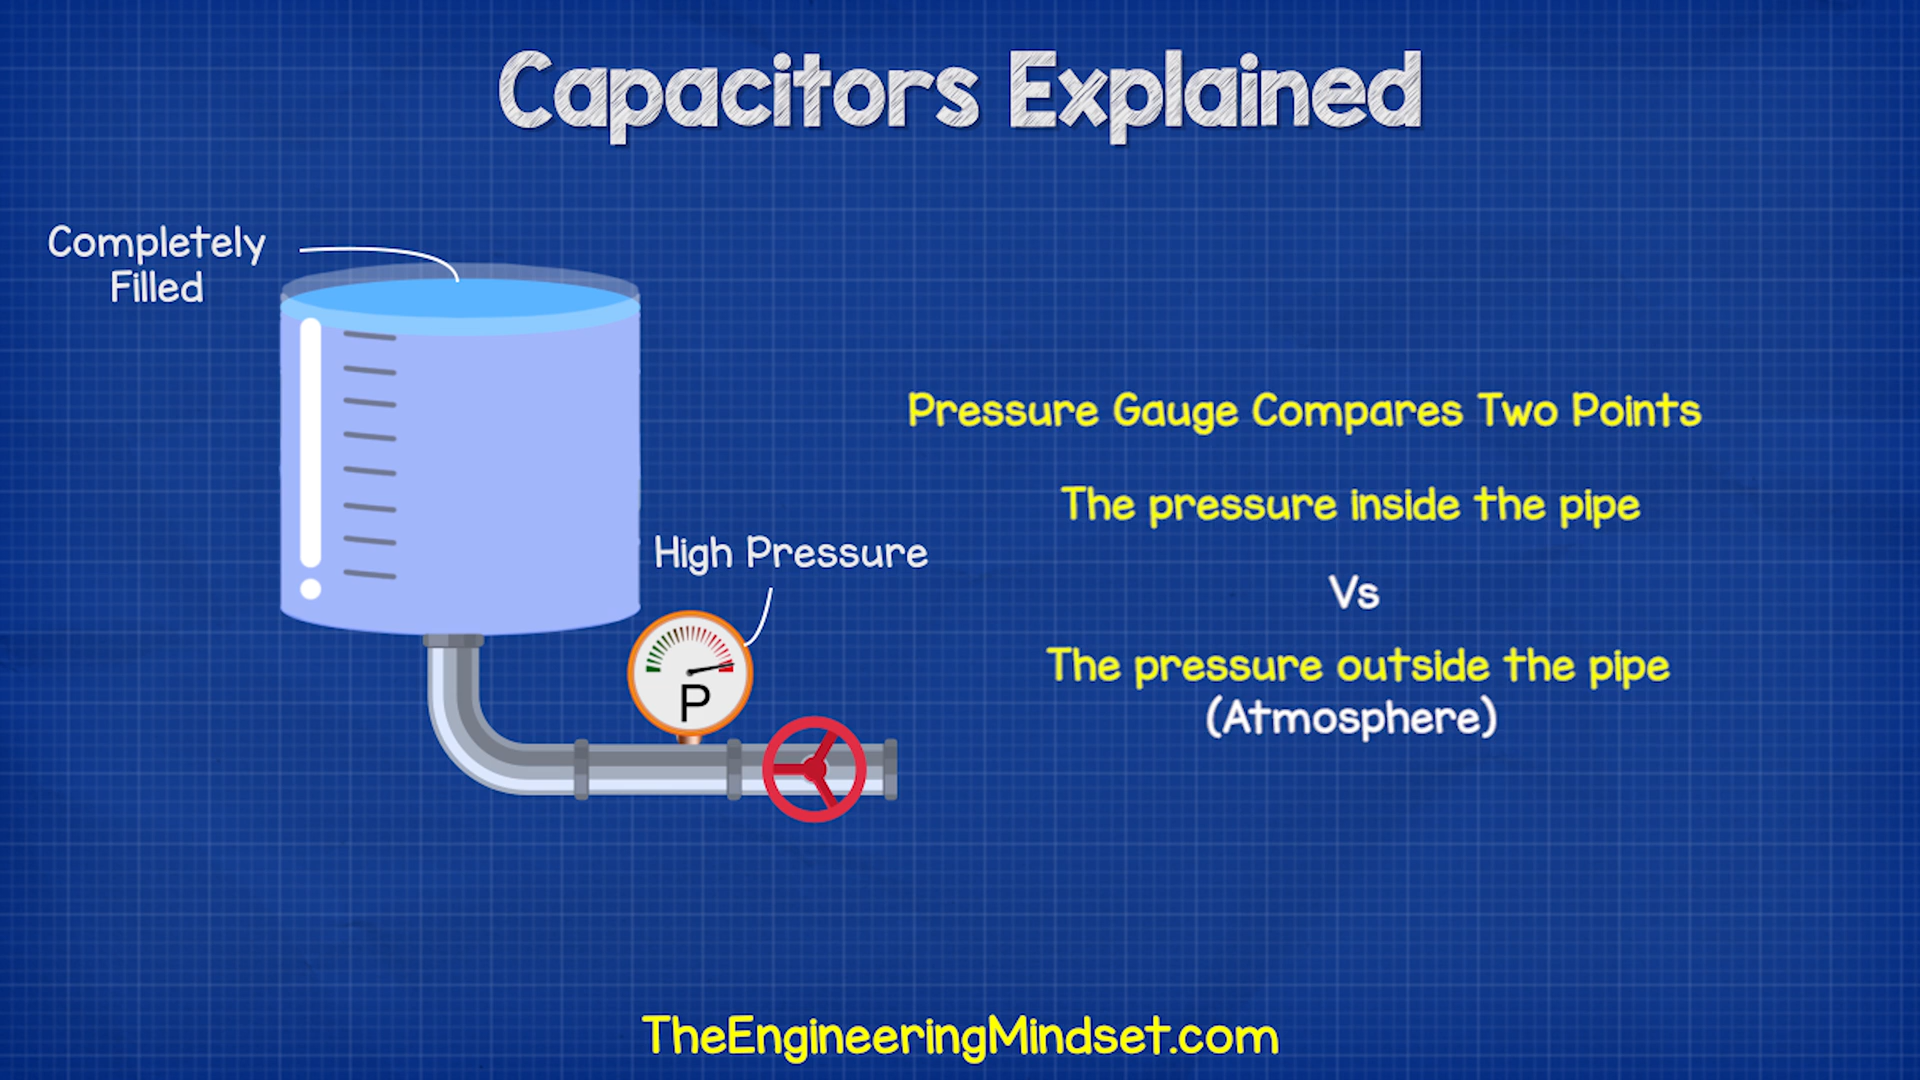 Capacitors Explained
Completely
Filled
Pressure Gauge Compares Two Points
The pressure inside the pipe
High Pressure
Vs
The pressure outside the pipe
P
(Atmosphere)
TheEngineeringMindset.com